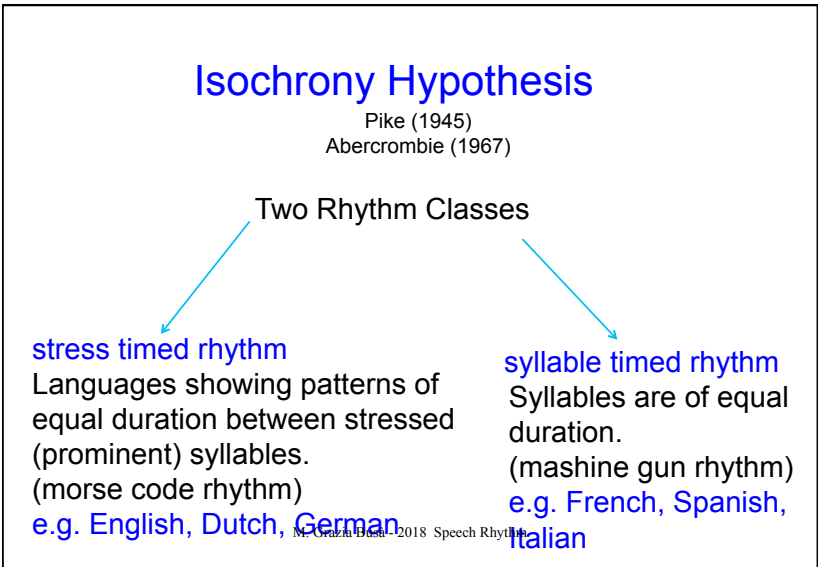 Isochrony Hypothesis
Pike (1945)
Abercrombie (1967)
Two Rhythm Classes
stress timed rhythm
Languages showing patterns of
equal duration between stressed
(prominent) syllables.
(morse code rhythm)
e.g. English, Dutch, German
syllable timed rhythm
Syllables are of equal
duration.
(mashine gun rhythm)
e.g. French, Spanish,
Italian
M. Grazia Busà - 2018 Speech Rhythm